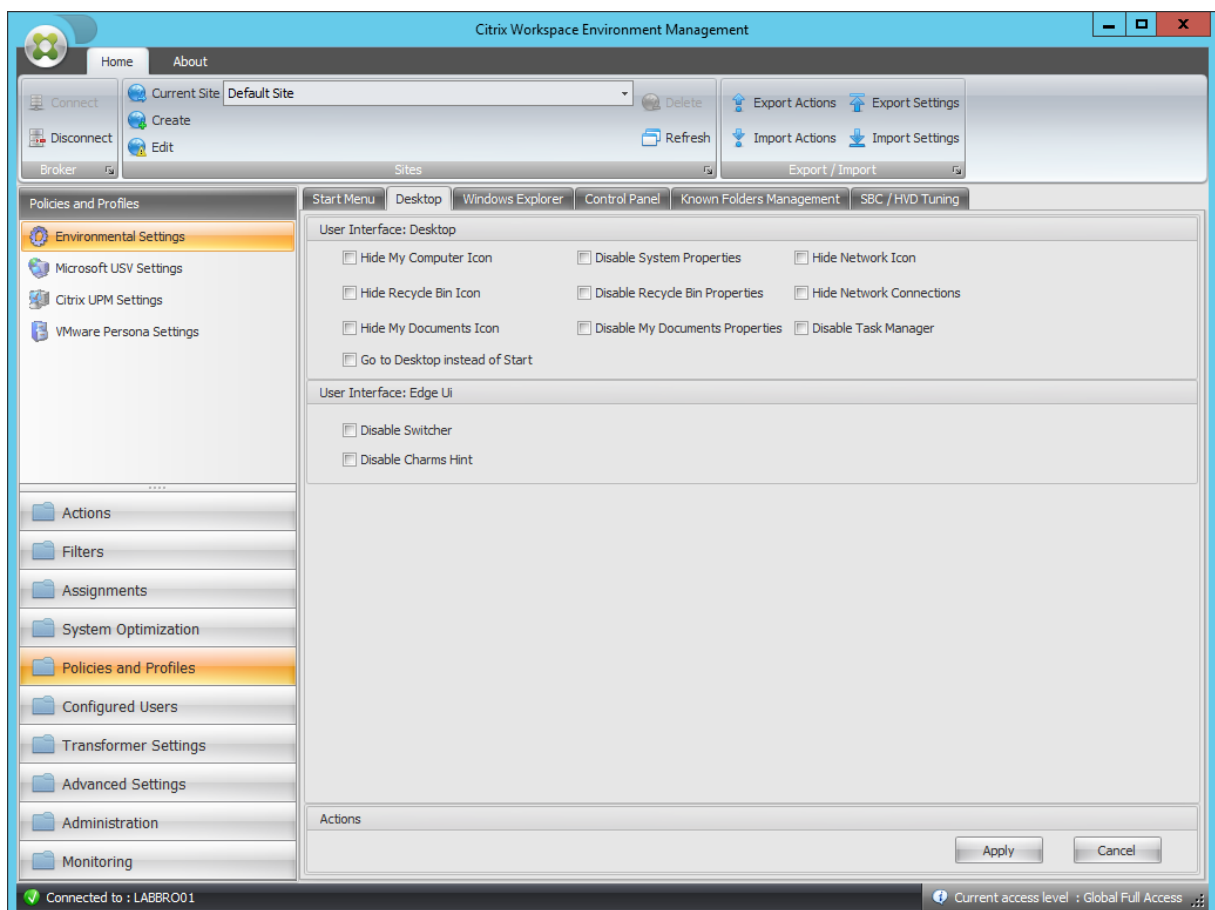 Citrix Workspace Environment Management
Home About
Connect
Disconnect
Broker
Current Site Default Site
Create
Edit
Delete
Refresh
Sites
Export Actions Export Settings
Import Actions Import Settings
Export / Import
Policies and Profiles
Environmental Settings
Microsoft USV Settings
Citrix UPM Settings
VMware Persona Settings
Actions
Filters
Assignments
System Optimization
Policies and Profiles
Configured Users
Transformer Settings
Advanced Settings
Administration
Monitoring
Start Menu Desktop Windows Explorer Control Panel Known Folders Management SBC / HVD Tuning
User Interface: Desktop
Hide My Computer Icon Disable System Properties Hide Network Icon
Hide Recycle Bin Icon Disable Recycle Bin Properties Hide Network Connections
Hide My Documents Icon Disable My Documents Properties Disable Task Manager
Go to Desktop instead of Start
User Interface: Edge Ui
Disable Switcher
Disable Charms Hint
Actions
Apply Cancel
Connected to : LABBRO01
Current access level : Global Full Access